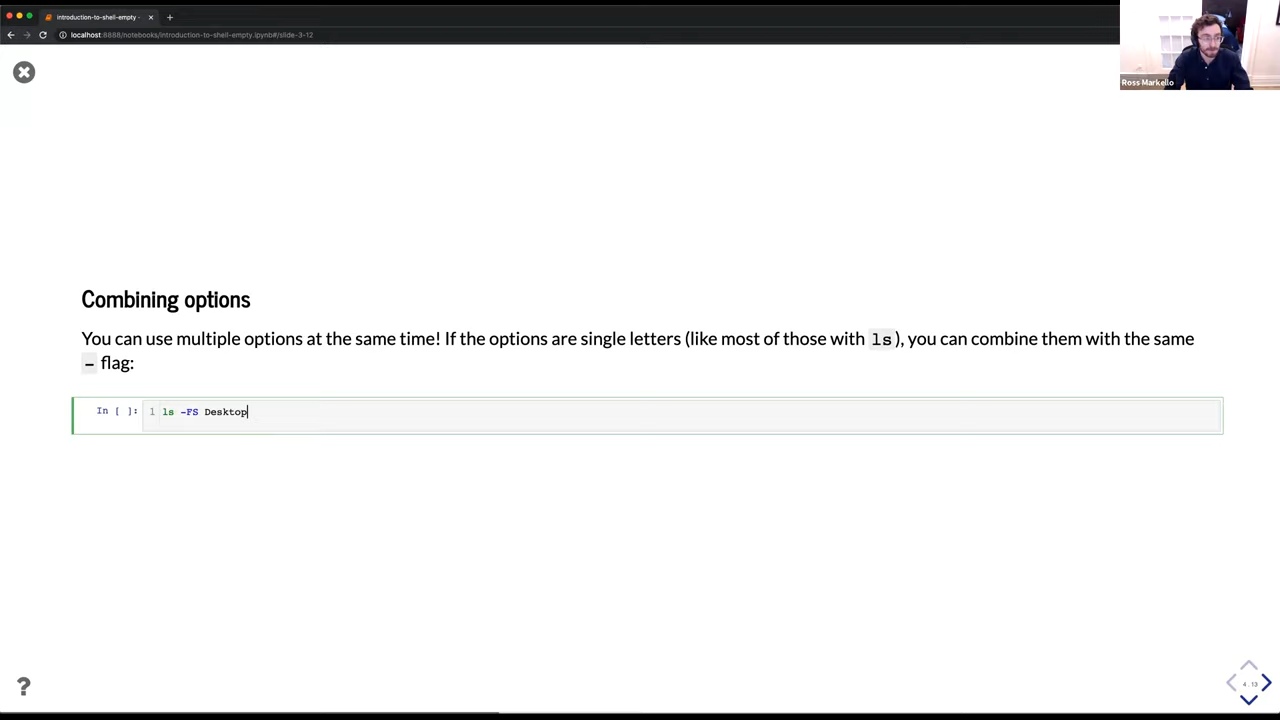 introduction-to-shell-empty -
localhost:8888/notebooks/introduction-to-shell-empty.ipynb#/slide-3-12
Ross Markello
Combining options
You can use multiple options at the same time! If the options are single letters (like most of those with ls), you can combine them with the same
- flag:
In [ ]: 1 ls -FS Desktop
?
4.13